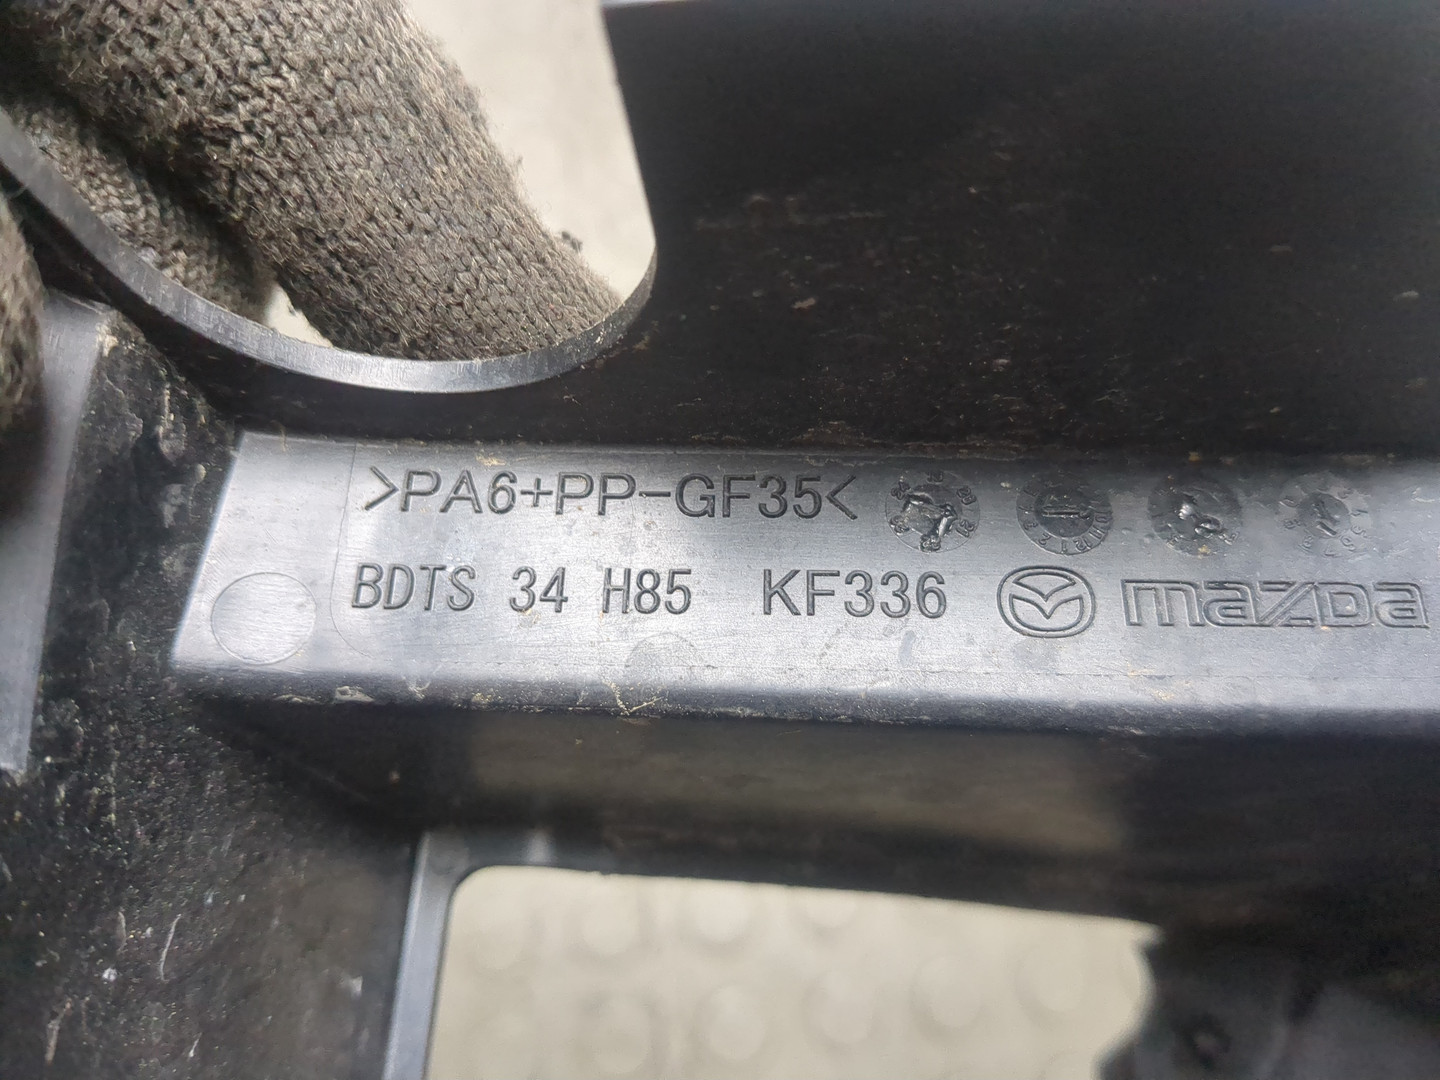 >PA6+PP-GF35<
BDTS 34 H85 KF336 mazda